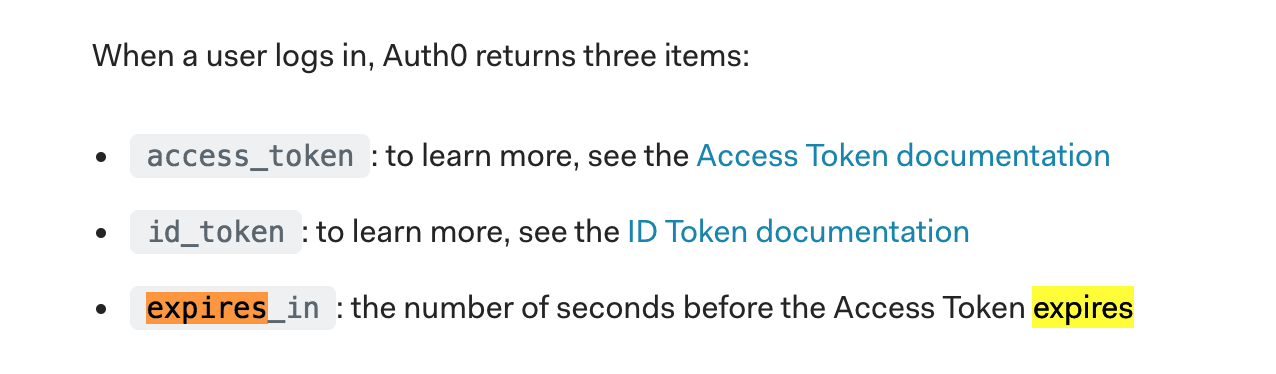 When a user logs in, Auth0 returns three items:
• access_token : to learn more, see the Access Token documentation
• id_token : to learn more, see the ID Token documentation
• expires_in : the number of seconds before the Access Token expires